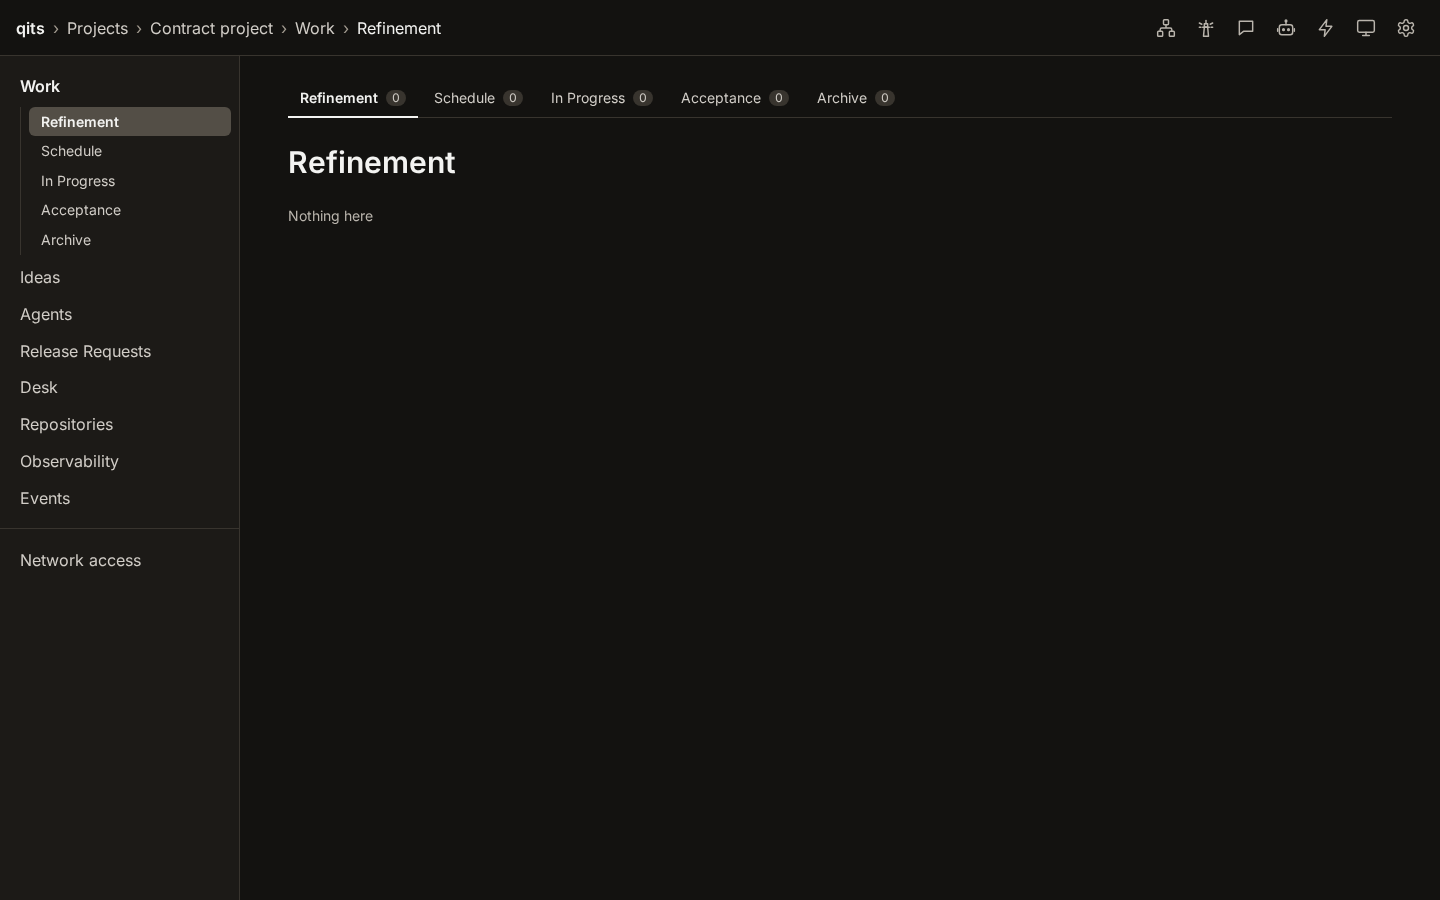 qits › Projects › Contract project › Work › Refinement
Work
Refinement
Schedule
In Progress
Acceptance
Archive
Ideas
Agents
Release Requests
Desk
Repositories
Observability
Events
Network access
Refinement 0 Schedule 0 In Progress 0 Acceptance 0 Archive 0
Refinement
Nothing here